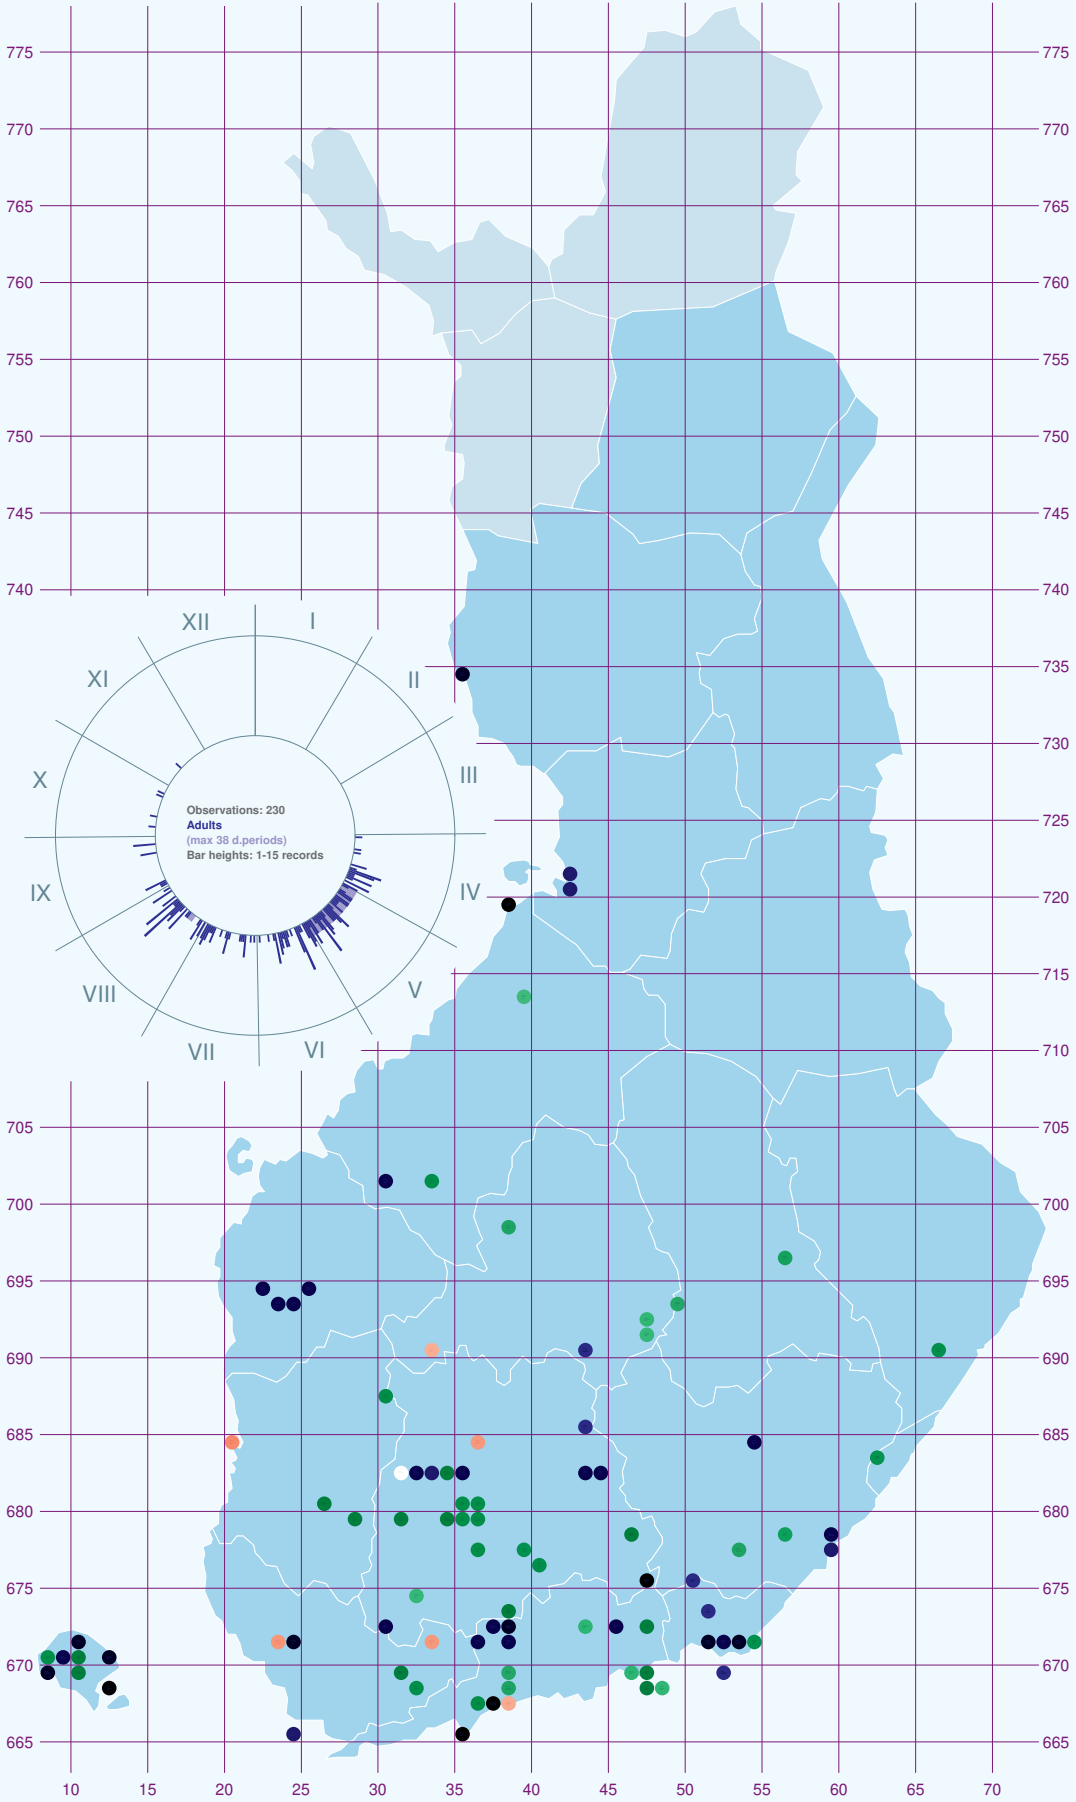 775 775
770 770
765 765
760 760
755 755
750 750
745 745
740 740
XII I
XI II
735
730
X III
Observations: 230
Adults
725
(max 38 d.periods)
Bar heights: 1-15 records
IX IV
720
715
VIII V
VII VI
710
705 705
700 700
695 695
690 690
685 685
680 680
675 675
670 670
665 665
10 15 20 25 30 35 40 45 50 55 60 65 70